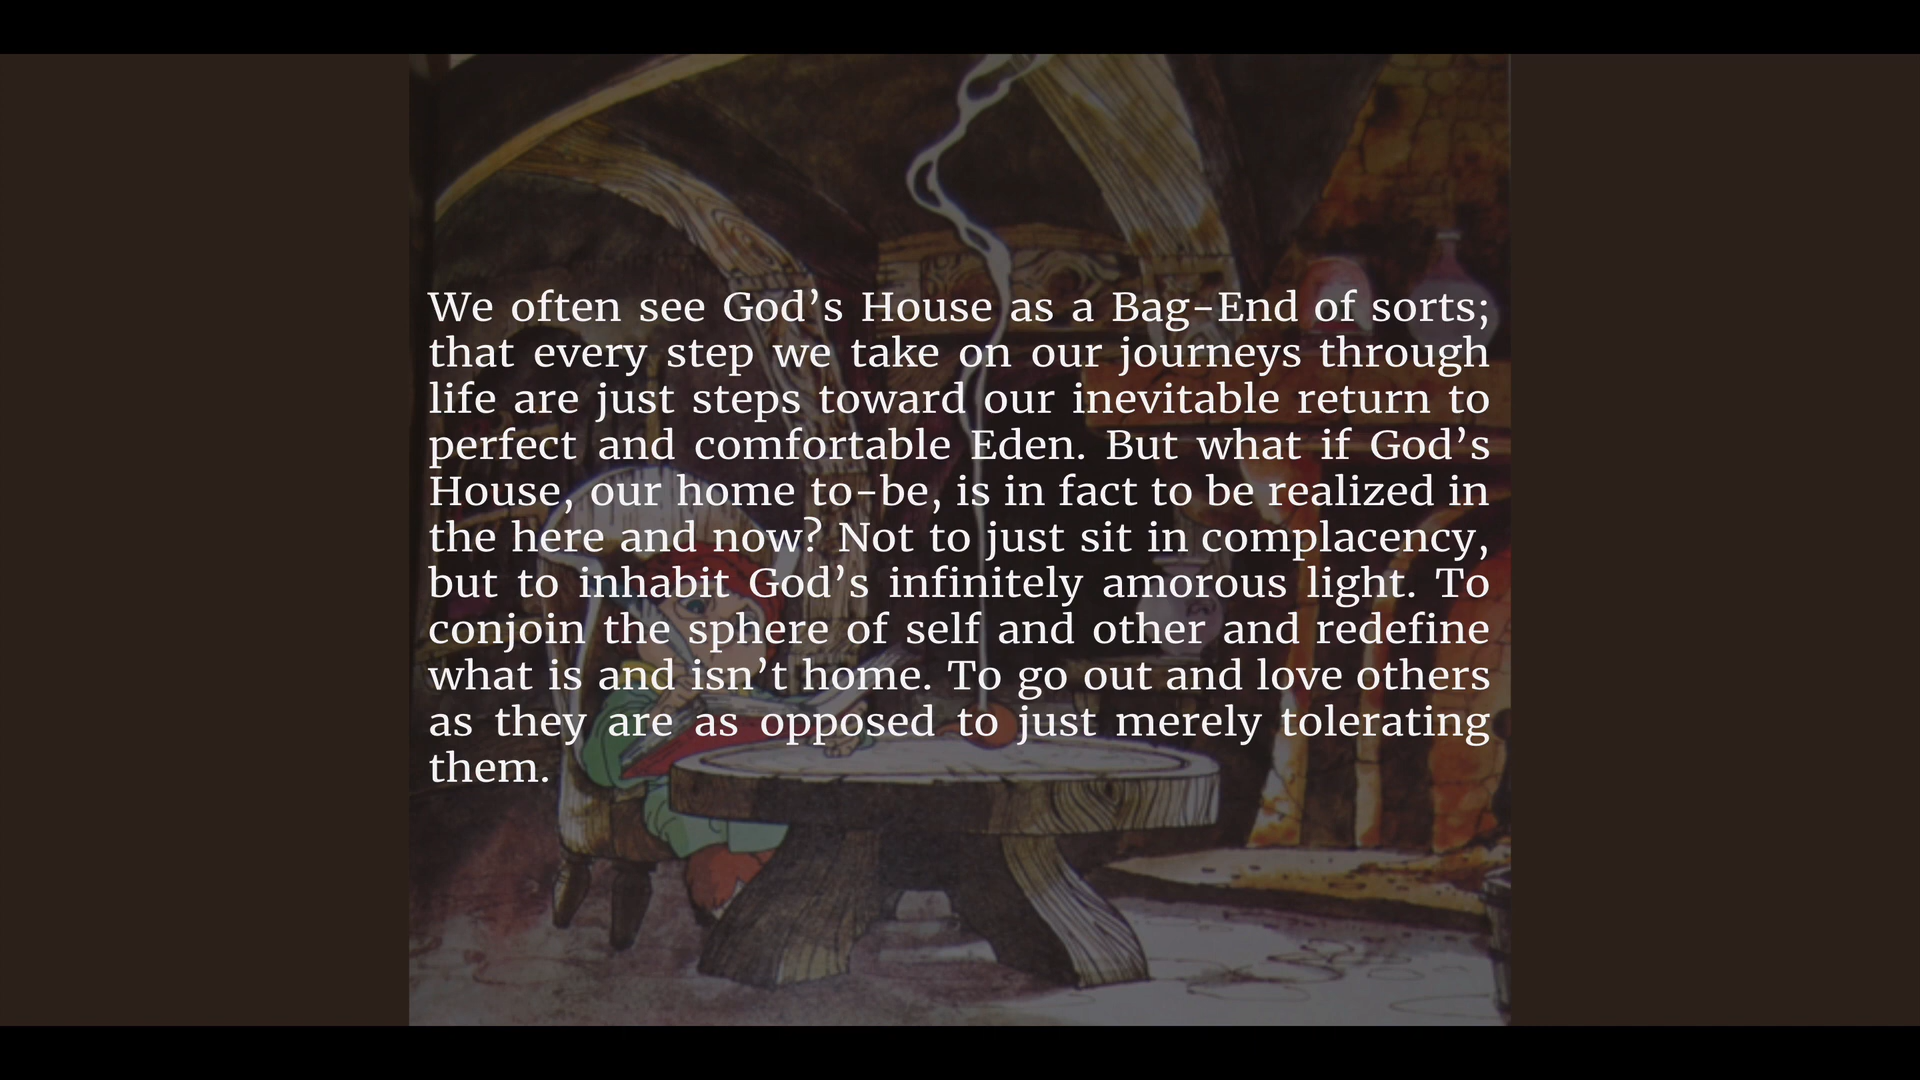 We often see God’s House as a Bag-End of sorts;
that every step we take on our journeys through
life are just steps toward our inevitable return to
perfect and comfortable Eden. But what if God’s
House, our home to-be, is in fact to be realized in
the here and now? Not to just sit in complacency,
but to inhabit God’s infinitely amorous light. To
conjoin the sphere of self and other and redefine
what is and isn’t home. To go out and love others
as they are as opposed to just merely tolerating
them.